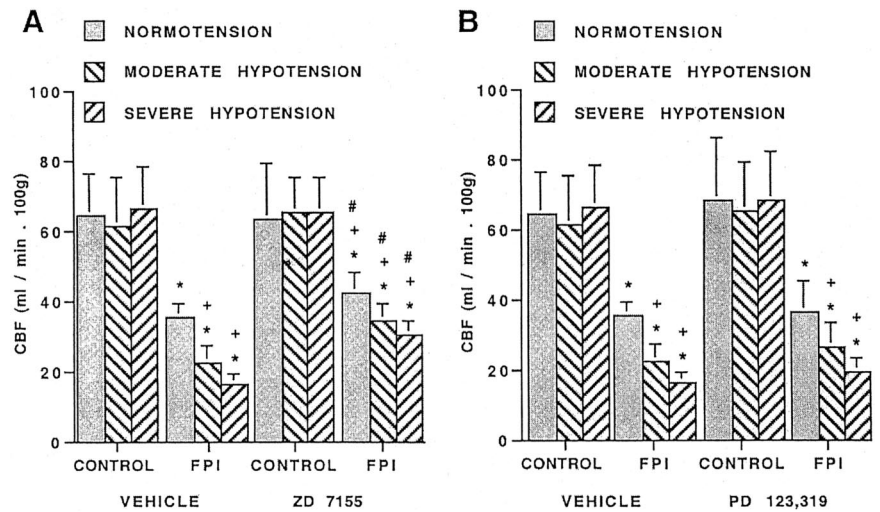 A
NORMOTENSION
MODERATE HYPOTENSION
SEVERE HYPOTENSION
CBF (ml / min . 100g)
100
80
60
40
20
0
*
+
*
+
*
#
+
*
#
+
*
#
+
*
CONTROL FPI CONTROL FPI
VEHICLE ZD 7155
B
NORMOTENSION
MODERATE HYPOTENSION
SEVERE HYPOTENSION
CBF (ml / min . 100g)
100
80
60
40
20
0
*
+
*
+
*
*
+
*
+
*
CONTROL FPI CONTROL FPI
VEHICLE PD 123,319